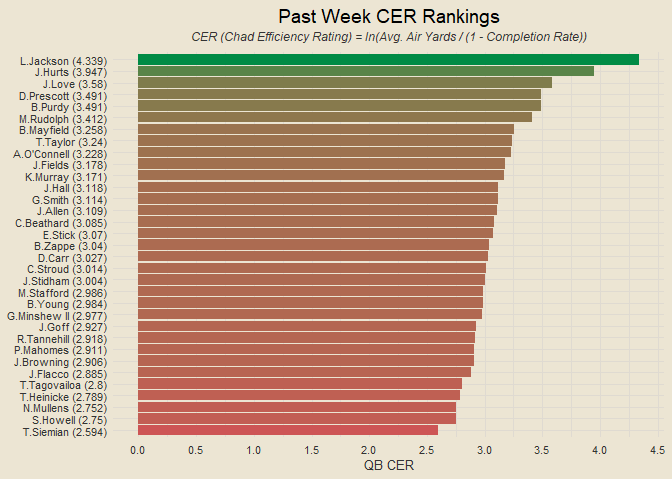 Past Week CER Rankings
CER (Chad Efficiency Rating) = ln(Avg. Air Yards / (1 - Completion Rate))
L.Jackson (4.339)
J.Hurts (3.947)
J.Love (3.58)
D.Prescott (3.491)
B.Purdy (3.491)
M.Rudolph (3.412)
B.Mayfield (3.258)
T.Taylor (3.24)
A.O'Connell (3.228)
J.Fields (3.178)
K.Murray (3.171)
J.Hall (3.118)
G.Smith (3.114)
J.Allen (3.109)
C.Beathard (3.085)
E.Stick (3.07)
B.Zappe (3.04)
D.Carr (3.027)
C.Stroud (3.014)
J.Stidham (3.004)
M.Stafford (2.986)
B.Young (2.984)
G.Minshew II (2.977)
J.Goff (2.927)
R.Tannehill (2.918)
P.Mahomes (2.911)
J.Browning (2.906)
J.Flacco (2.885)
T.Tagovailoa (2.8)
T.Heinicke (2.789)
N.Mullens (2.752)
S.Howell (2.75)
T.Siemian (2.594)
0.0 0.5 1.0 1.5 2.0 2.5 3.0 3.5 4.0 4.5
QB CER